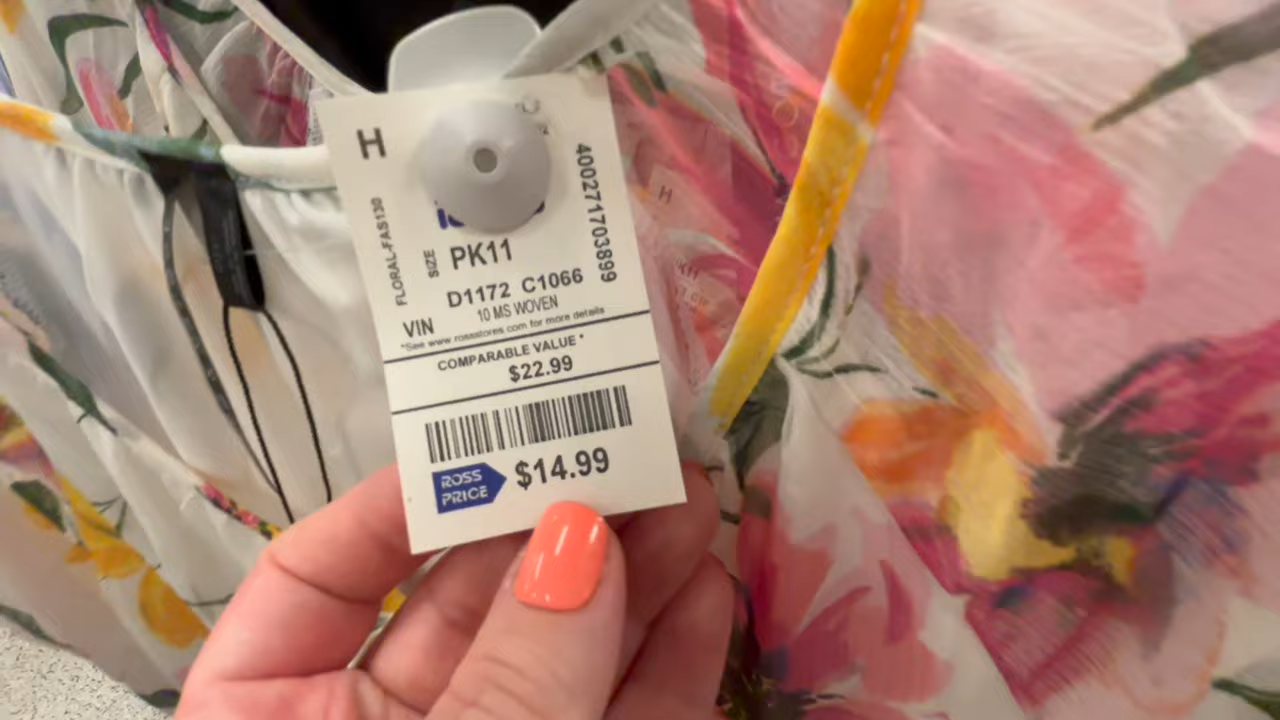 H
400271703899
FLORAL-FAS130
SIZE
PK11
D1172 C1066
VIN
10 MS WOVEN
*See www.rossstores.com for more details
COMPARABLE VALUE *
$22.99
ROSS
PRICE
$14.99
H